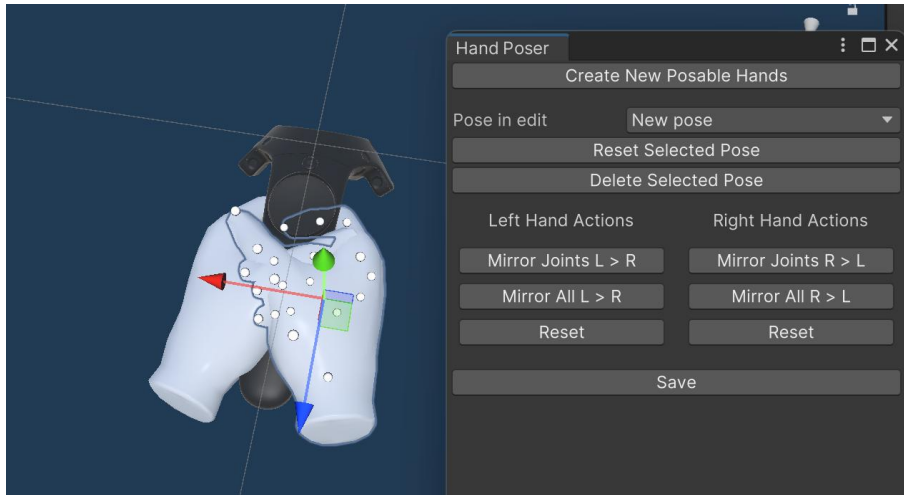 Hand Poser
Create New Posable Hands
Pose in edit New pose
Reset Selected Pose
Delete Selected Pose
Left Hand Actions Right Hand Actions
Mirror Joints L > R Mirror Joints R > L
Mirror All L > R Mirror All R > L
Reset Reset
Save